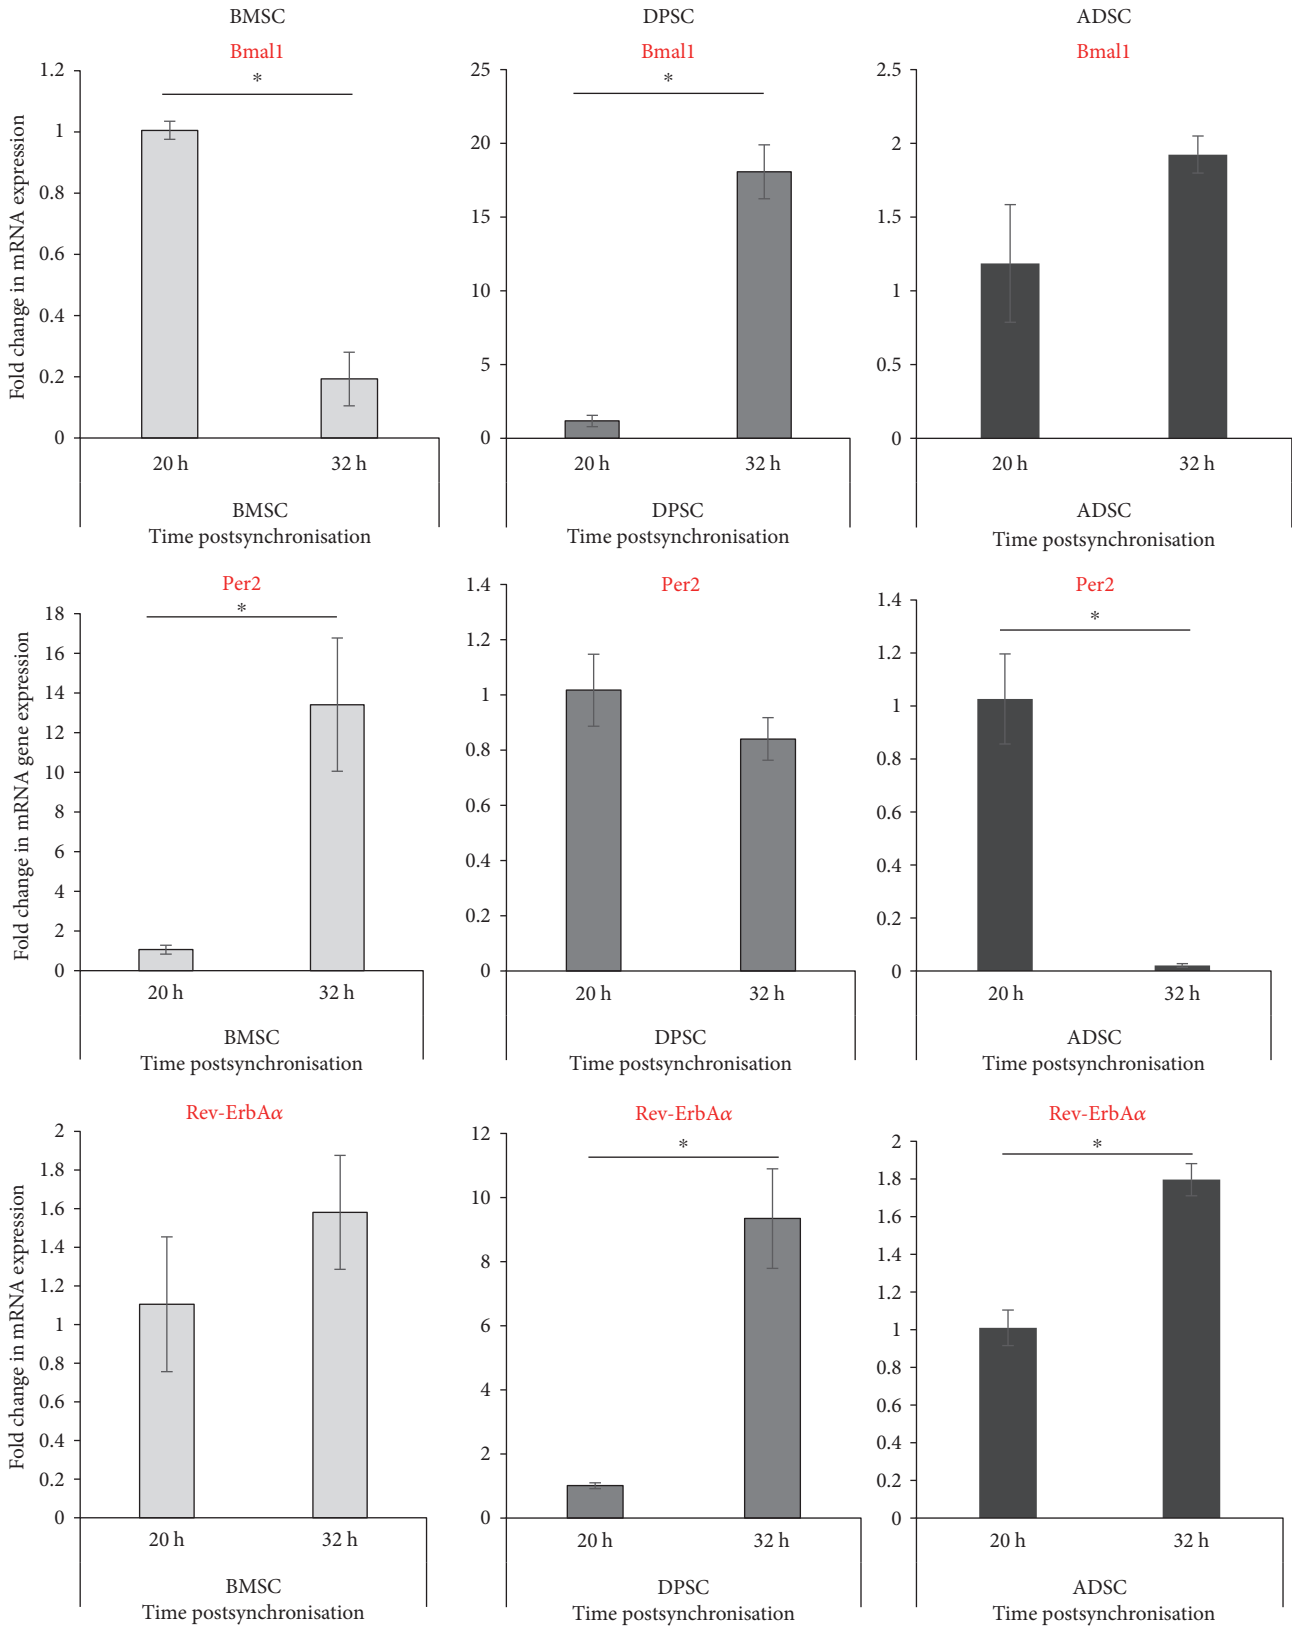 BMSC
Bmal1
*
Fold change in mRNA expression
1.2
1
0.8
0.6
0.4
0.2
0
20 h 32 h
BMSC
Time postsynchronisation
DPSC
Bmal1
*
25
20
15
10
5
0
20 h 32 h
DPSC
Time postsynchronisation
ADSC
Bmal1
2.5
2
1.5
1
0.5
0
20 h 32 h
ADSC
Time postsynchronisation
Per2
*
Fold change in mRNA gene expression
18
16
14
12
10
8
6
4
2
0
20 h 32 h
BMSC
Time postsynchronisation
Per2
1.4
1.2
1
0.8
0.6
0.4
0.2
0
20 h 32 h
DPSC
Time postsynchronisation
Per2
*
1.4
1.2
1
0.8
0.6
0.4
0.2
0
20 h 32 h
ADSC
Time postsynchronisation
Rev-ErbAα
Fold change in mRNA expression
2
1.8
1.6
1.4
1.2
1
0.8
0.6
0.4
0.2
0
20 h 32 h
BMSC
Time postsynchronisation
Rev-ErbAα
*
12
10
8
6
4
2
0
20 h 32 h
DPSC
Time postsynchronisation
Rev-ErbAα
*
2
1.8
1.6
1.4
1.2
1
0.8
0.6
0.4
0.2
0
20 h 32 h
ADSC
Time postsynchronisation